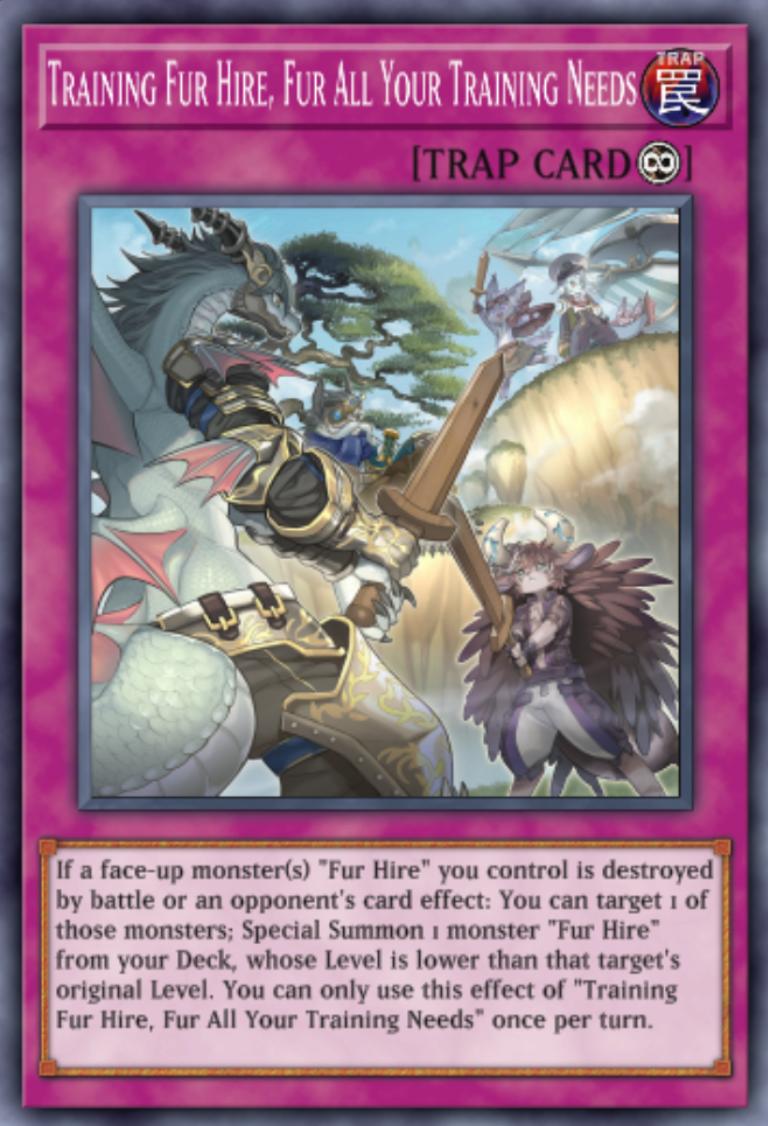 Training Fur Hire, Fur All Your Training Needs
TRAP
罠
[TRAP CARD∞]
If a face-up monster(s) "Fur Hire" you control is destroyed
by battle or an opponent's card effect: You can target 1 of
those monsters; Special Summon 1 monster "Fur Hire"
from your Deck, whose Level is lower than that target's
original Level. You can only use this effect of "Training
Fur Hire, Fur All Your Training Needs" once per turn.